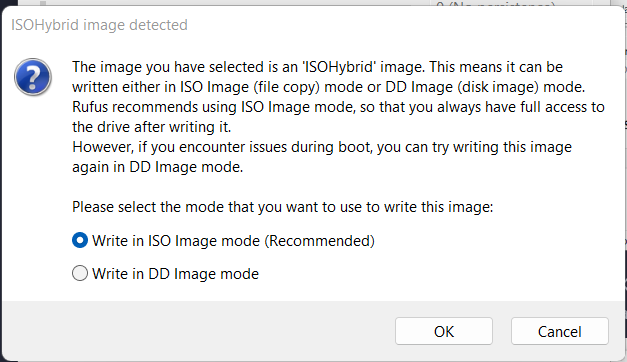 0 (No persistence)
ISOHybrid image detected
The image you have selected is an 'ISOHybrid' image. This means it can be
written either in ISO Image (file copy) mode or DD Image (disk image) mode.
Rufus recommends using ISO Image mode, so that you always have full access to
the drive after writing it.
However, if you encounter issues during boot, you can try writing this image
again in DD Image mode.
Please select the mode that you want to use to write this image:
Write in ISO Image mode (Recommended)
Write in DD Image mode
OK
Cancel